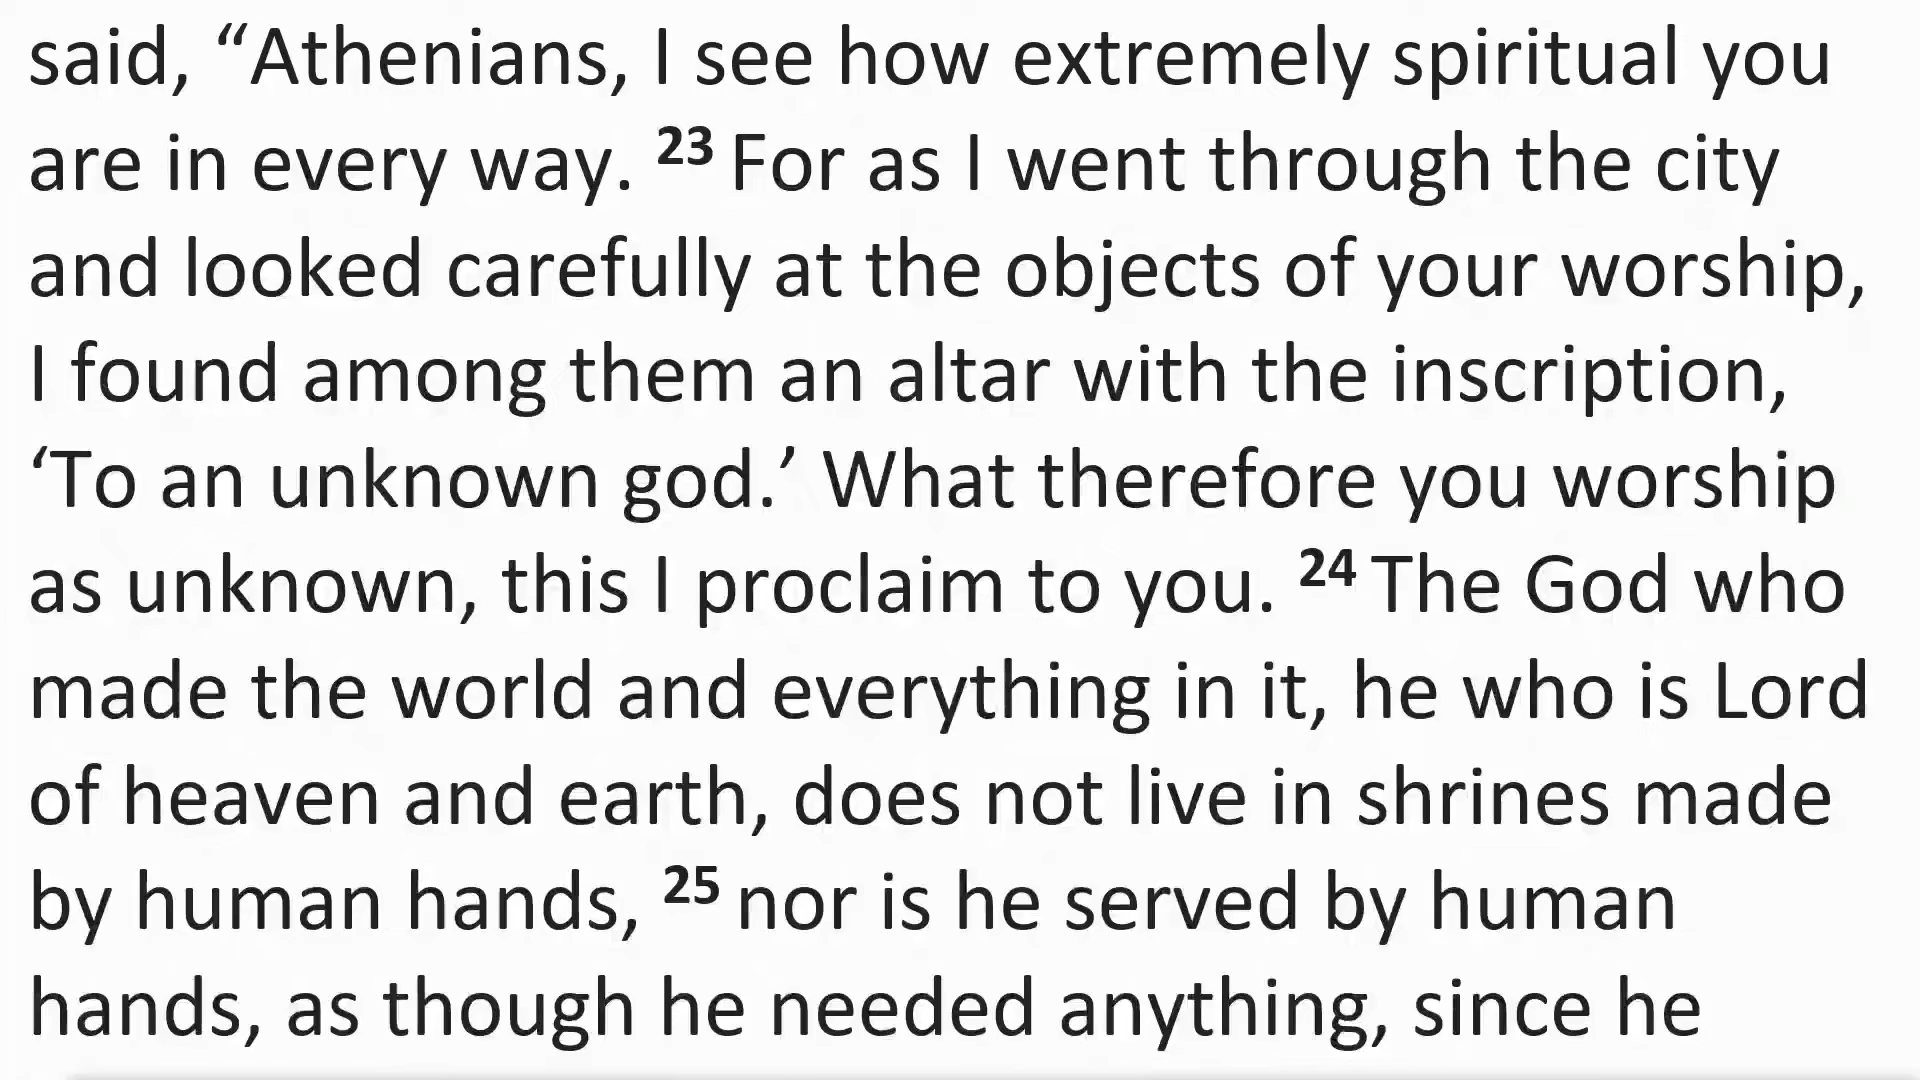 said, “Athenians, I see how extremely spiritual you
are in every way. 23 For as I went through the city
and looked carefully at the objects of your worship,
I found among them an altar with the inscription,
‘To an unknown god.’ What therefore you worship
as unknown, this I proclaim to you. 24 The God who
made the world and everything in it, he who is Lord
of heaven and earth, does not live in shrines made
by human hands, 25 nor is he served by human
hands, as though he needed anything, since he